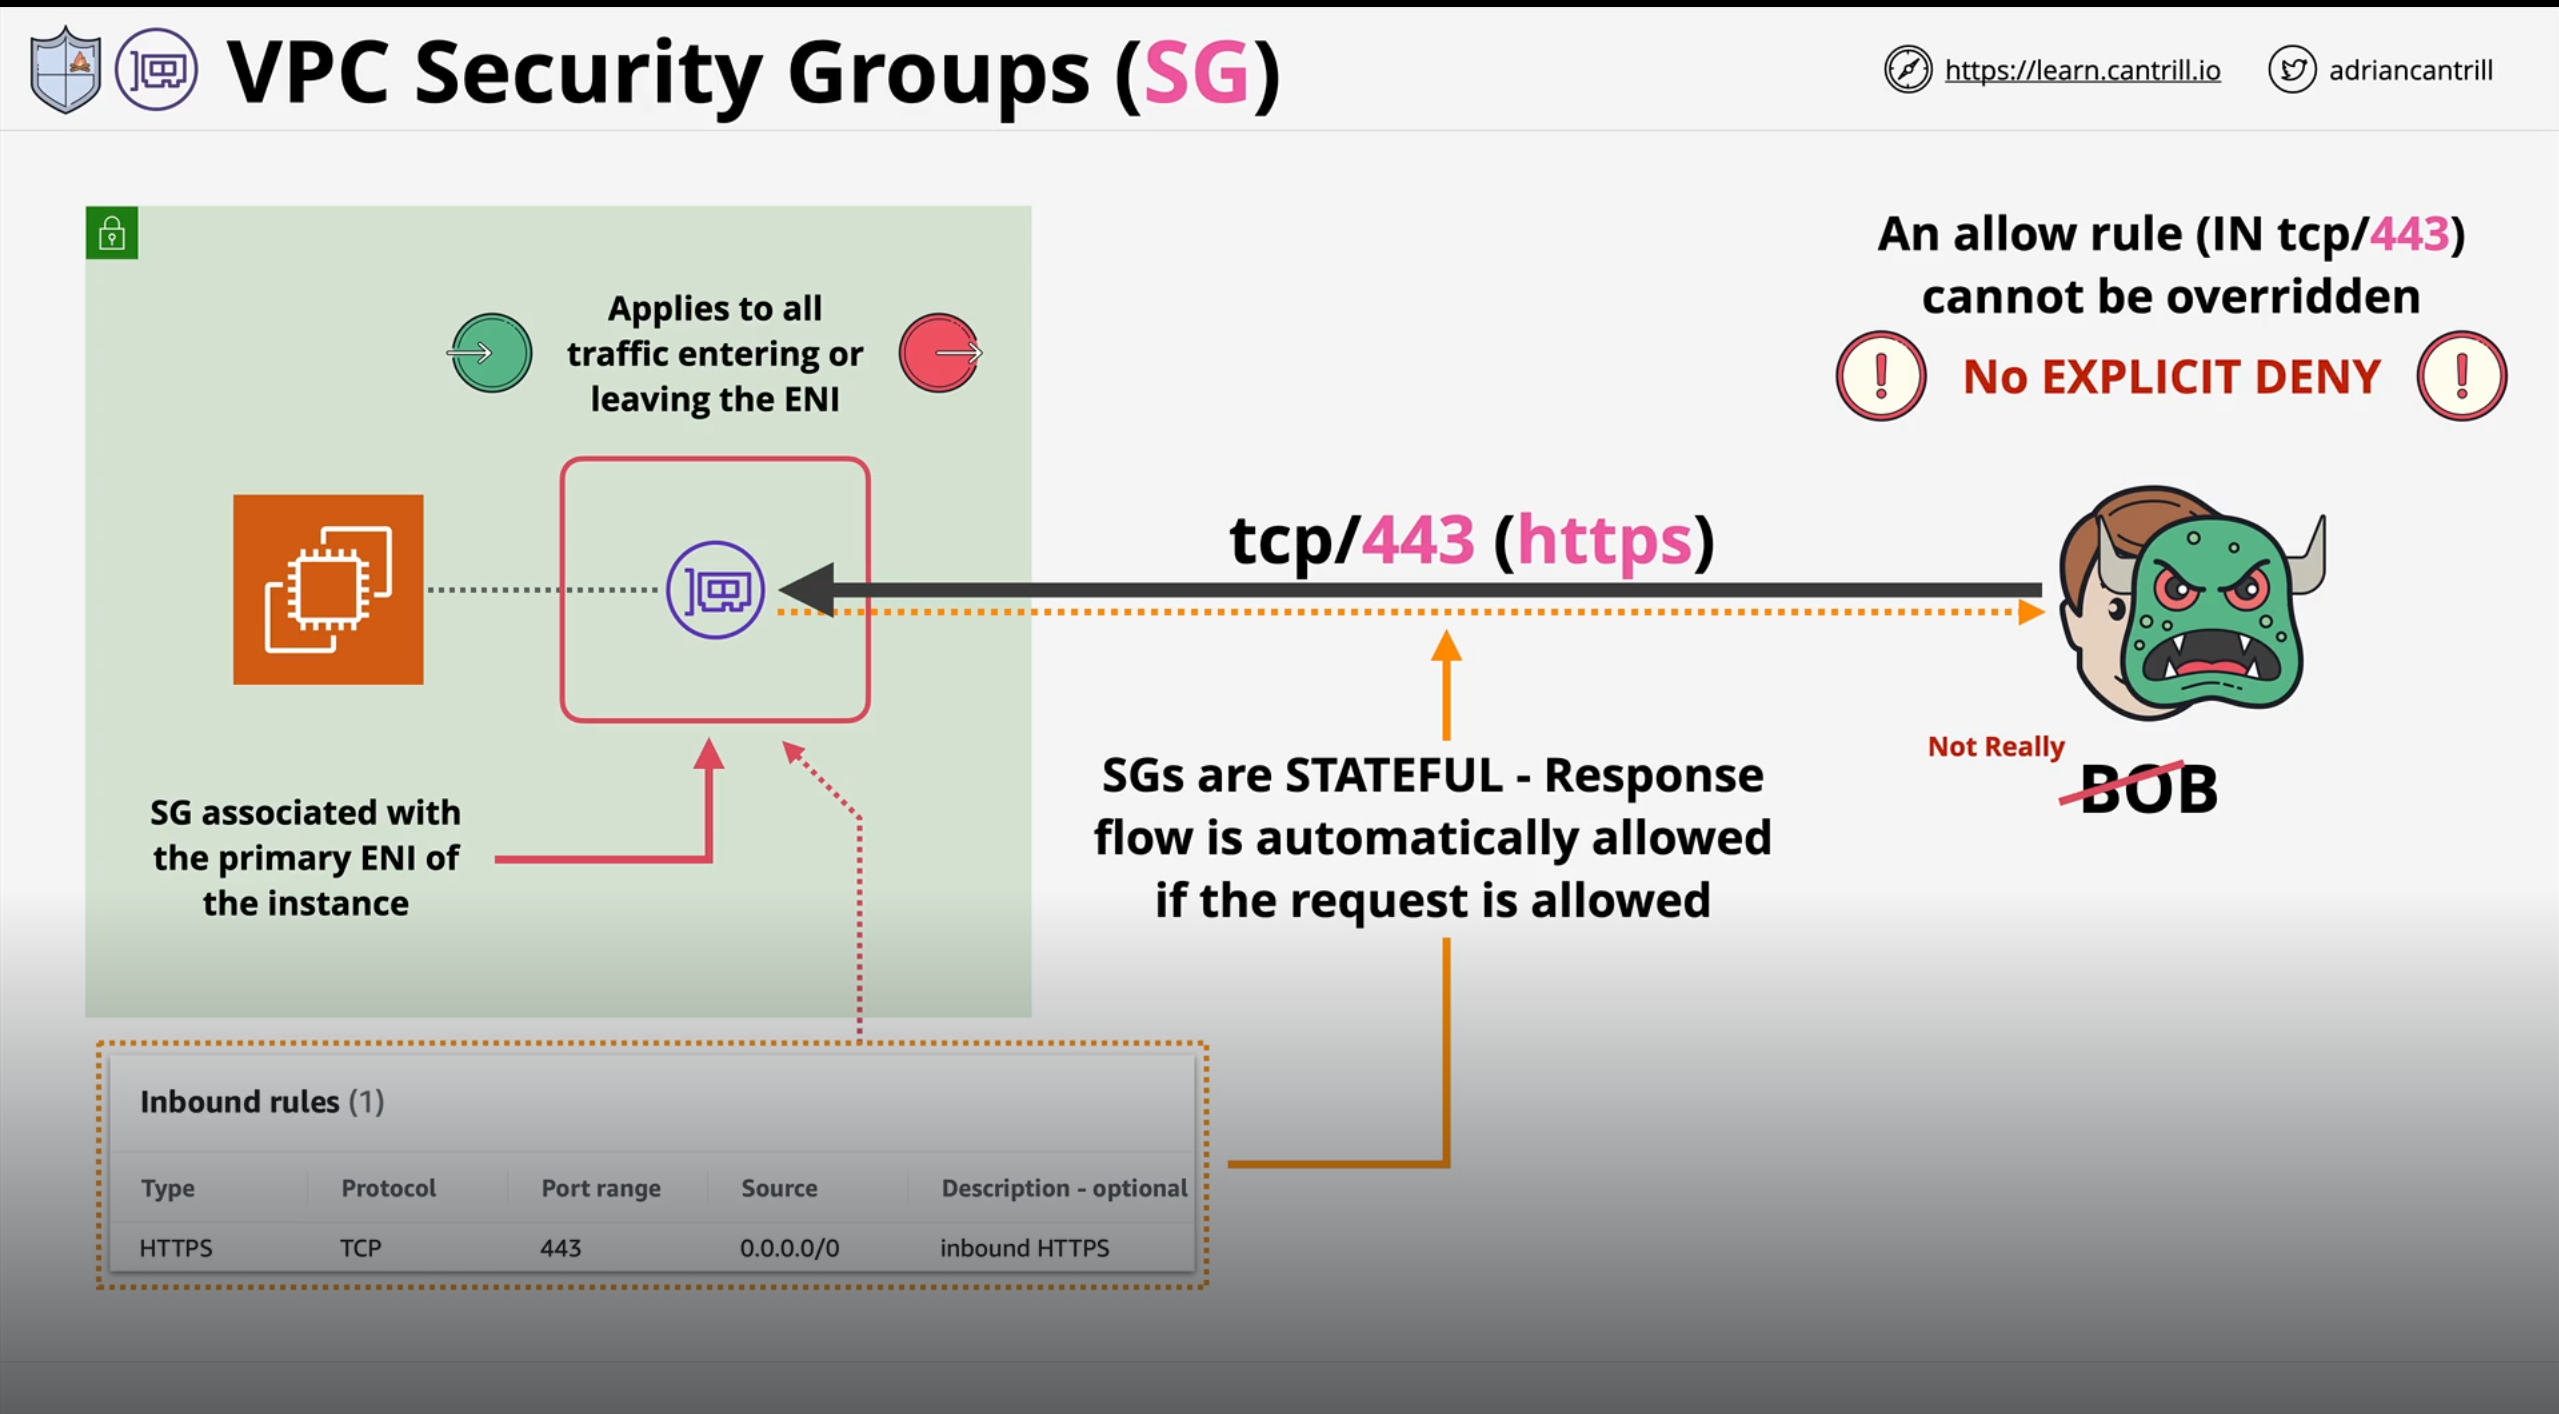 VPC Security Groups (SG)
https://learn.cantrill.io
adriancantrill
Applies to all
traffic entering or
leaving the ENI
An allow rule (IN tcp/443)
cannot be overridden
! No EXPLICIT DENY !
tcp/443 (https)
Not Really
BOB
SG associated with
the primary ENI of
the instance
SGs are STATEFUL - Response
flow is automatically allowed
if the request is allowed
Inbound rules (1)
Type Protocol Port range Source Description - optional
HTTPS TCP 443 0.0.0.0/0 inbound HTTPS